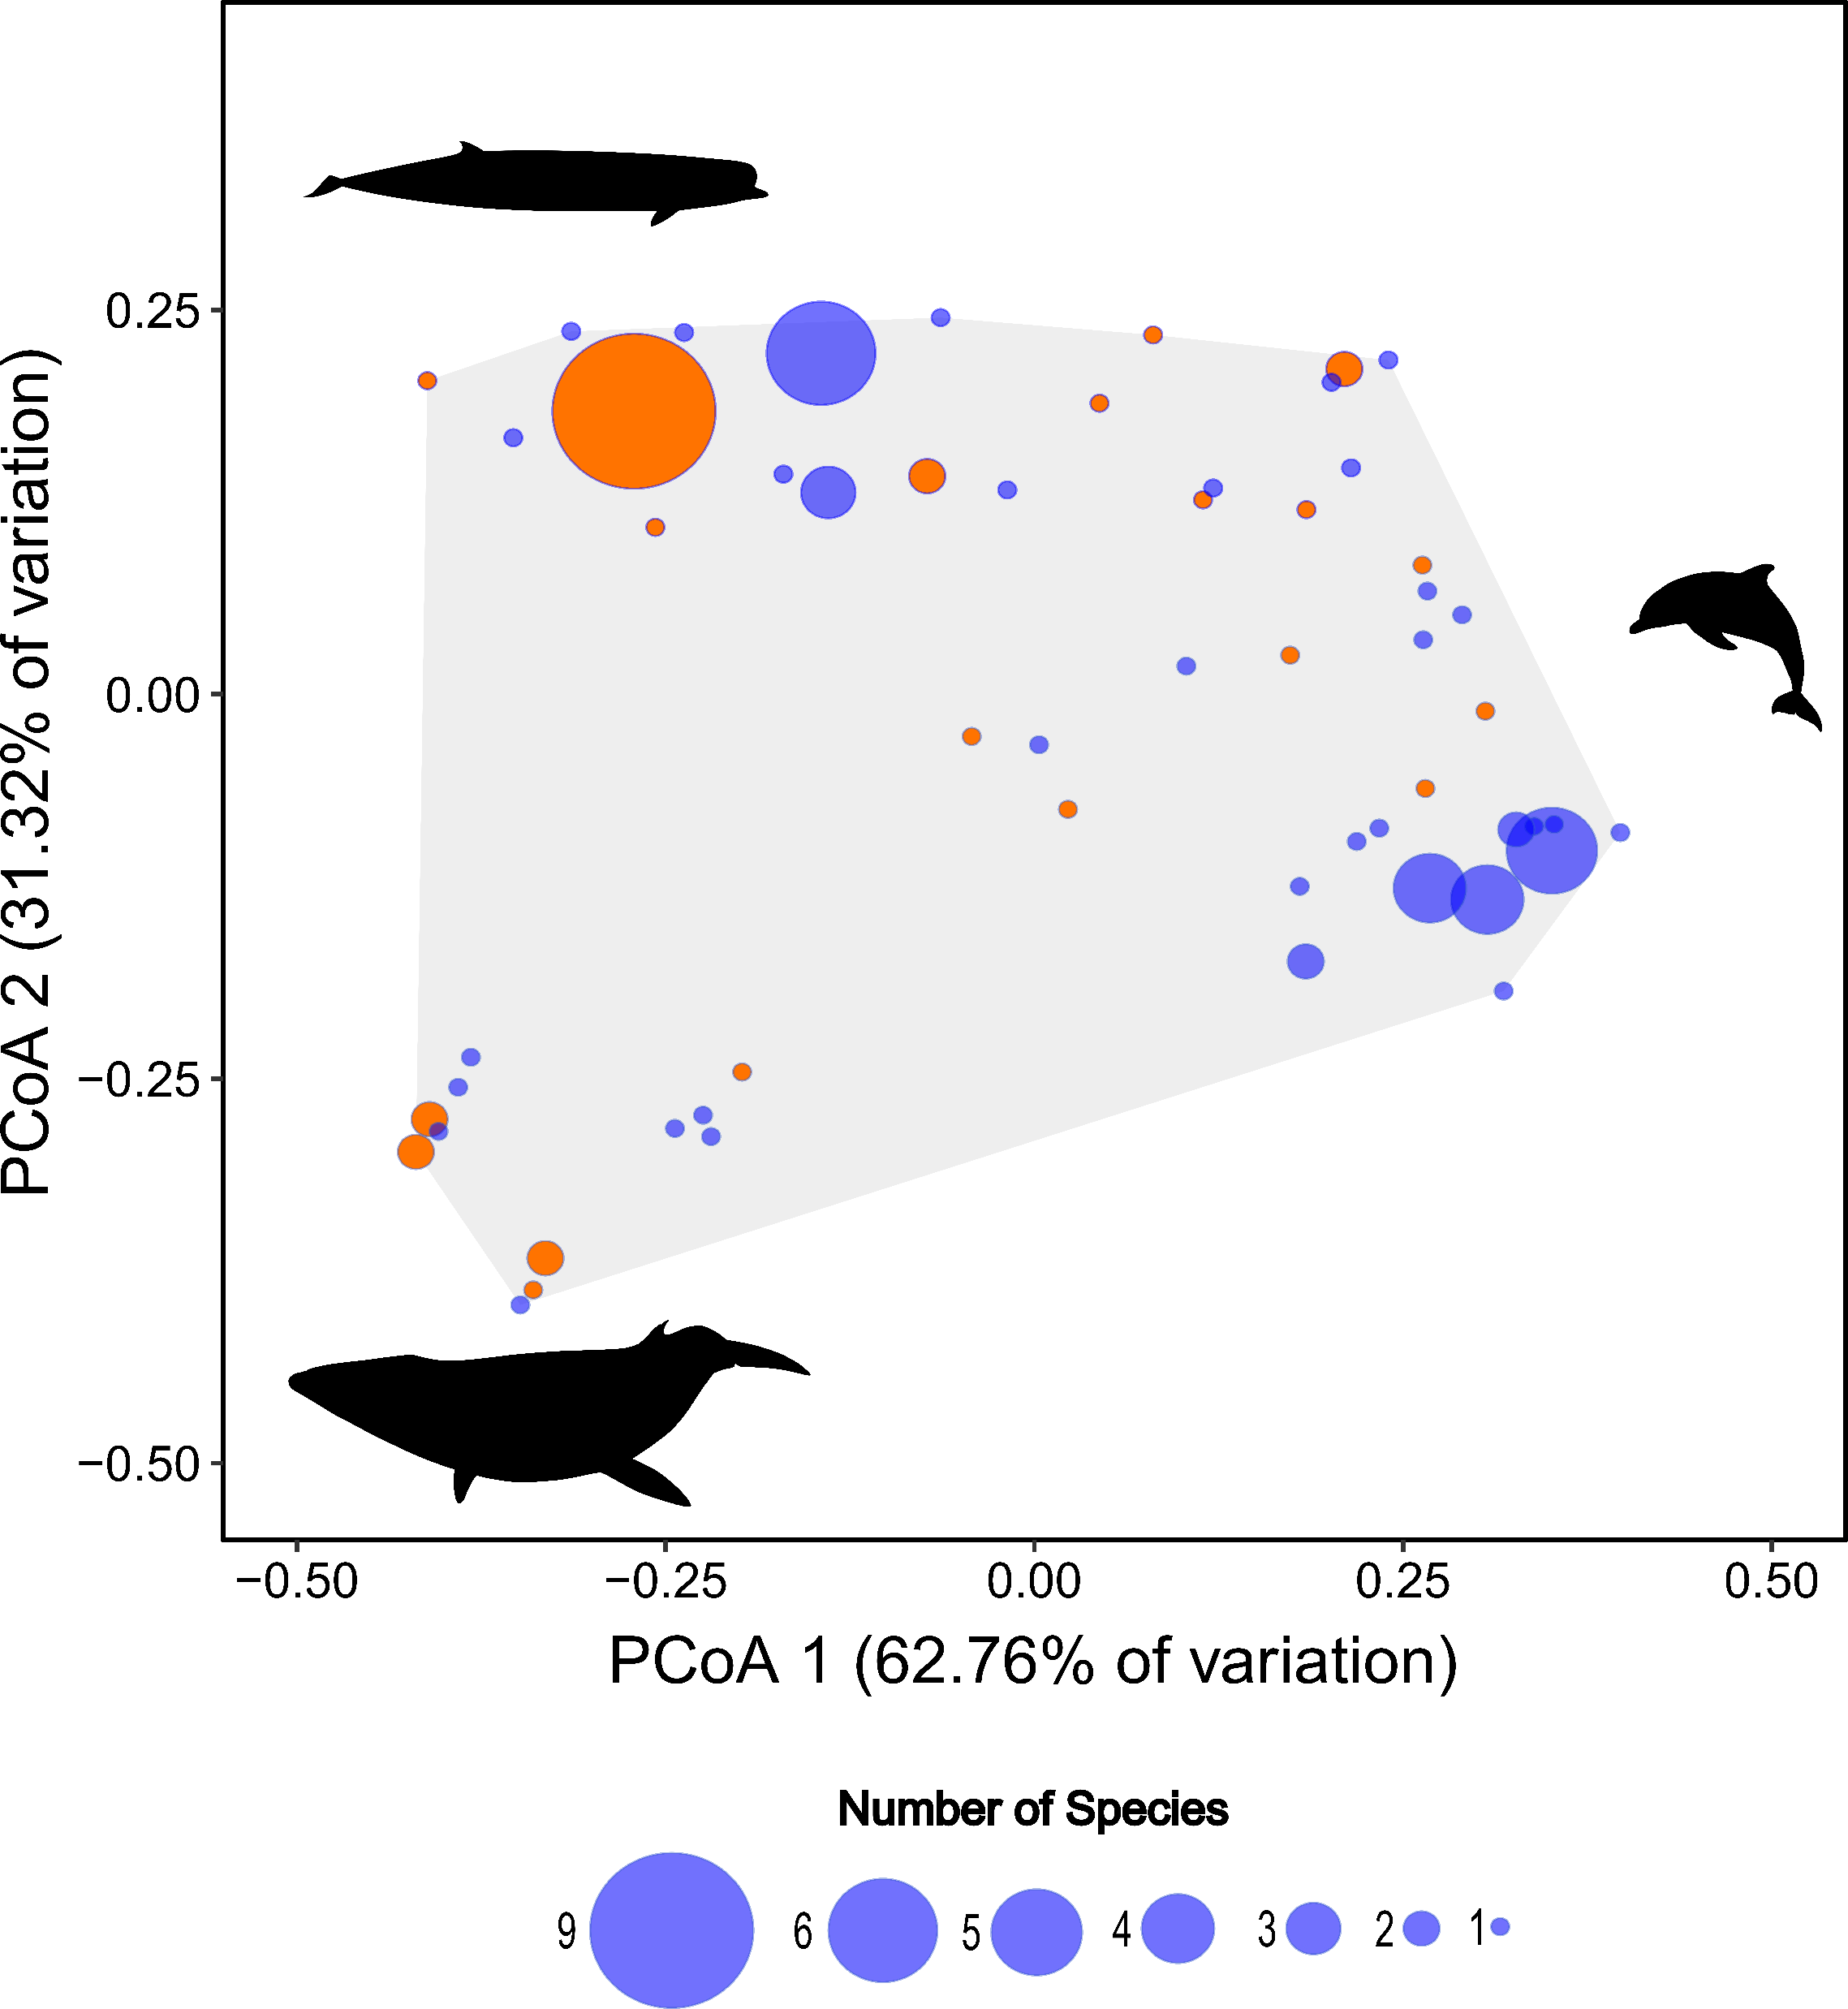 PCoA 2 (31.32% of variation)
0.25
0.00
−0.25
−0.50
−0.50 −0.25 0.00 0.25 0.50
PCoA 1 (62.76% of variation)
Number of Species
9 6 5 4 3 2 1